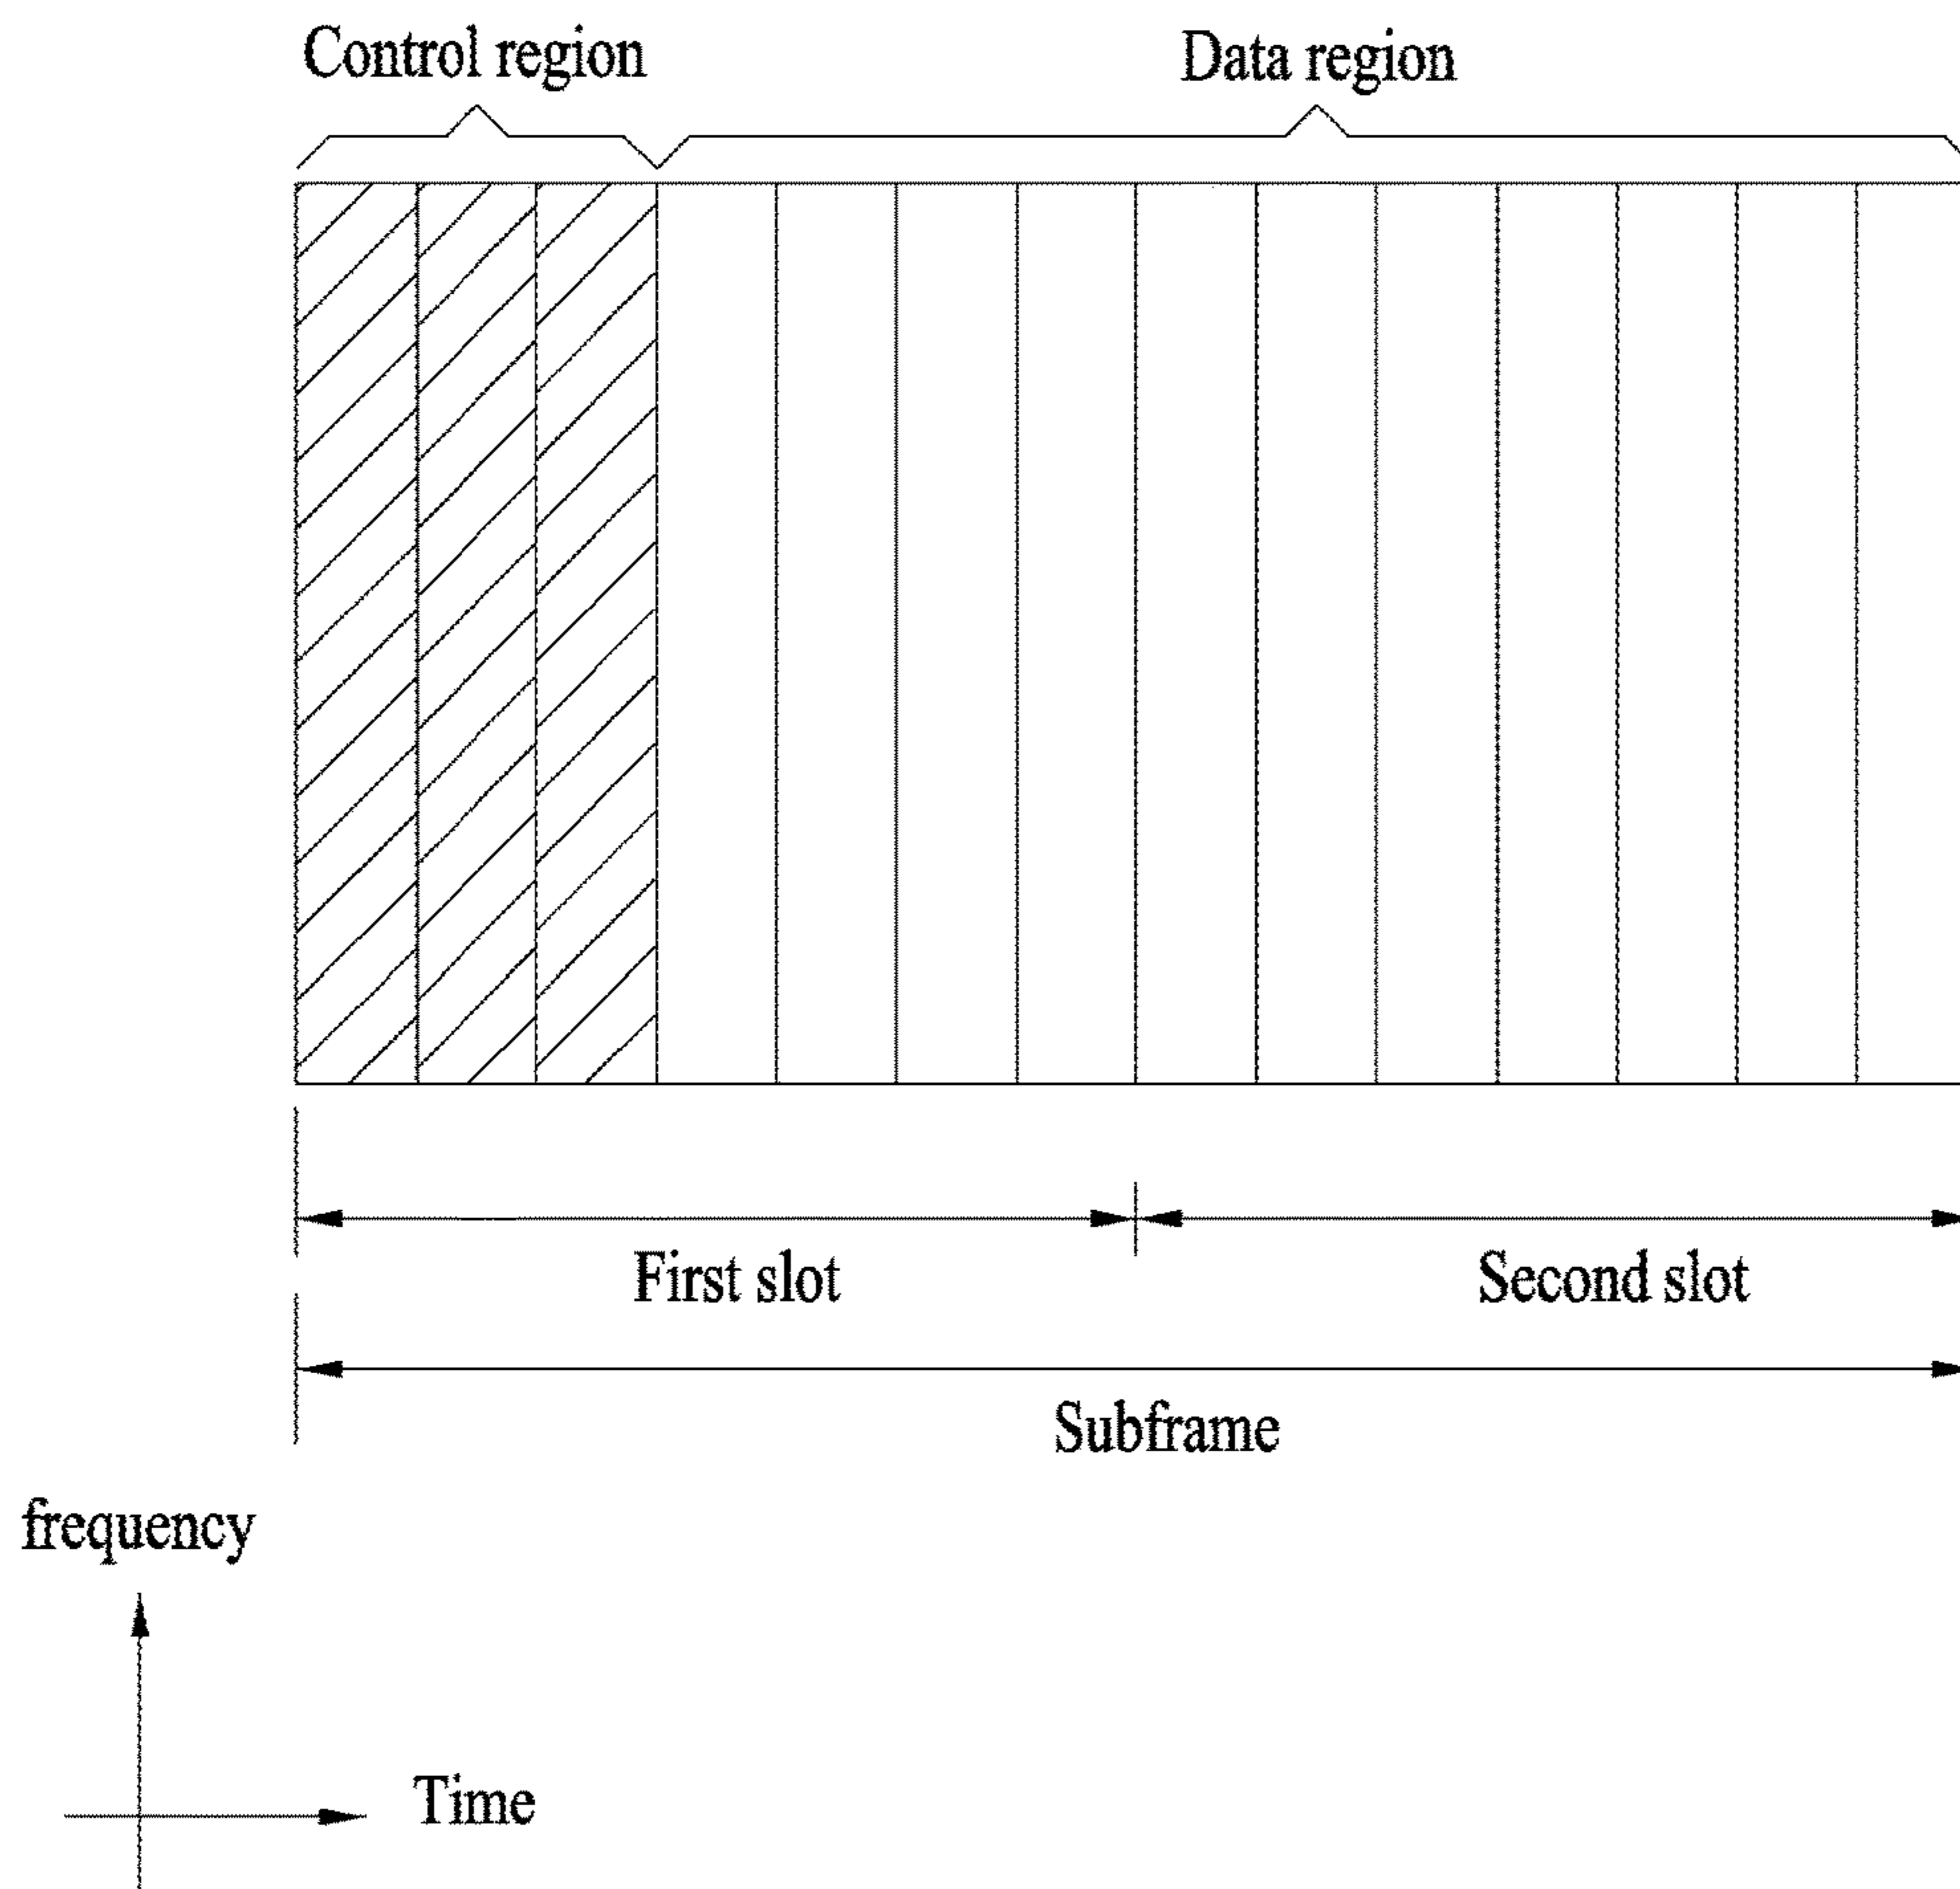 Control region
Data region
First slot
Second slot
Subframe
frequency
Time